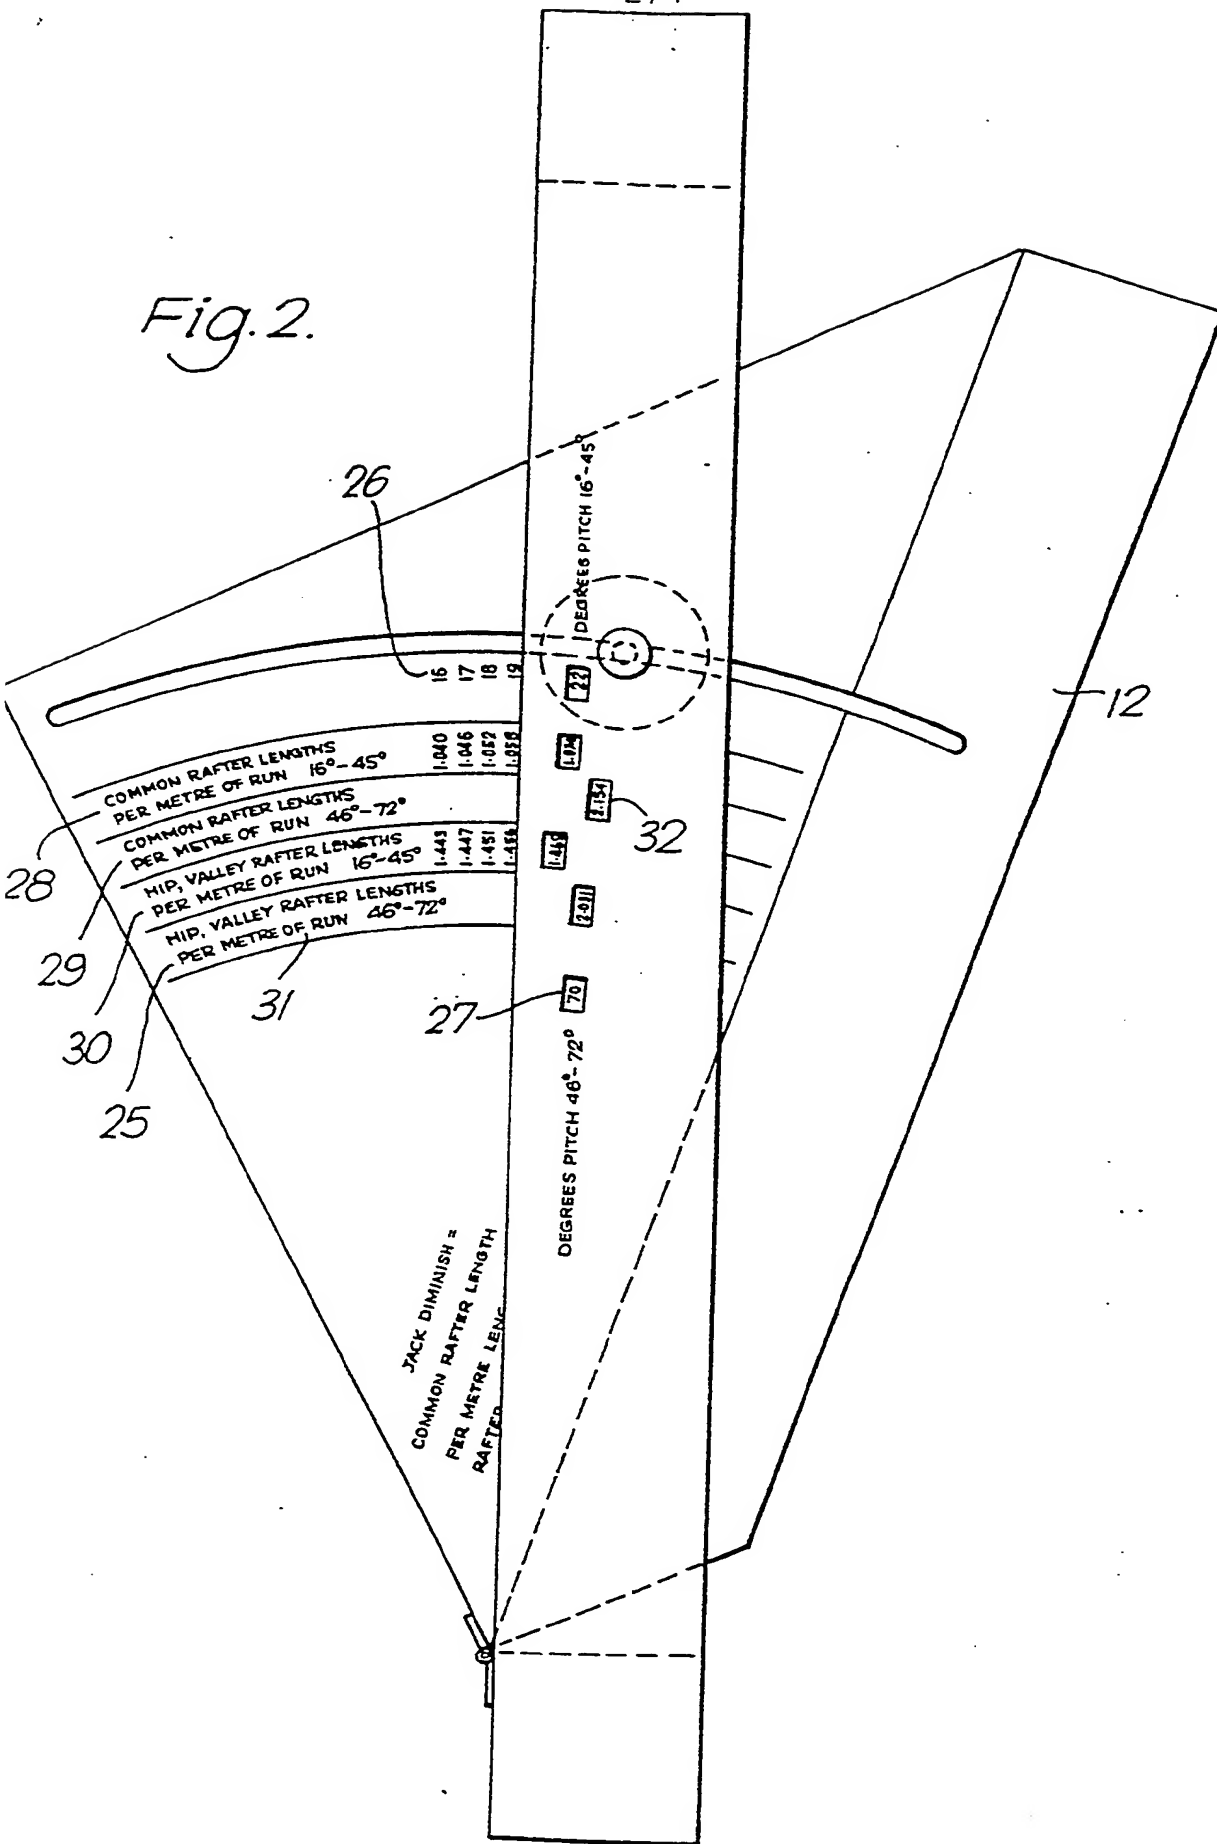 Fig. 2.
26
DEGREES PITCH 16°-45°
16
17
18
19
22
12
COMMON RAFTER LENGTHS
PER METRE OF RUN 16°-45°
1.040
1.046
1.052
1.058
COMMON RAFTER LENGTHS
PER METRE OF RUN 46°-72°
32
HIP, VALLEY RAFTER LENGTHS
PER METRE OF RUN 16°-45°
1.443
1.447
1.451
HIP, VALLEY RAFTER LENGTHS
PER METRE OF RUN 46°-72°
28
29
30
25
31
27
70
DEGREES PITCH 46°-72°
JACK DIMINISH =
COMMON RAFTER LENGTH
PER METRE LENG
RAFTER